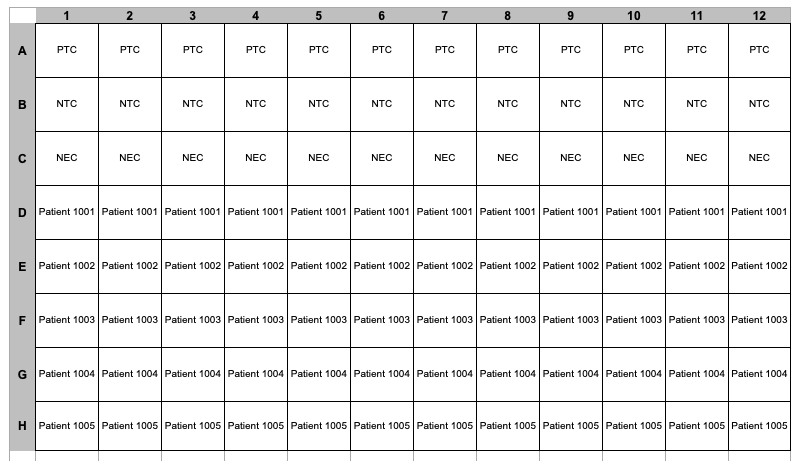 1 2 3 4 5 6 7 8 9 10 11 12
A PTC PTC PTC PTC PTC PTC PTC PTC PTC PTC PTC PTC
B NTC NTC NTC NTC NTC NTC NTC NTC NTC NTC NTC NTC
C NEC NEC NEC NEC NEC NEC NEC NEC NEC NEC NEC NEC
D Patient 1001 Patient 1001 Patient 1001 Patient 1001 Patient 1001 Patient 1001 Patient 1001 Patient 1001 Patient 1001 Patient 1001 Patient 1001 Patient 1001
E Patient 1002 Patient 1002 Patient 1002 Patient 1002 Patient 1002 Patient 1002 Patient 1002 Patient 1002 Patient 1002 Patient 1002 Patient 1002 Patient 1002
F Patient 1003 Patient 1003 Patient 1003 Patient 1003 Patient 1003 Patient 1003 Patient 1003 Patient 1003 Patient 1003 Patient 1003 Patient 1003 Patient 1003
G Patient 1004 Patient 1004 Patient 1004 Patient 1004 Patient 1004 Patient 1004 Patient 1004 Patient 1004 Patient 1004 Patient 1004 Patient 1004 Patient 1004
H Patient 1005 Patient 1005 Patient 1005 Patient 1005 Patient 1005 Patient 1005 Patient 1005 Patient 1005 Patient 1005 Patient 1005 Patient 1005 Patient 1005